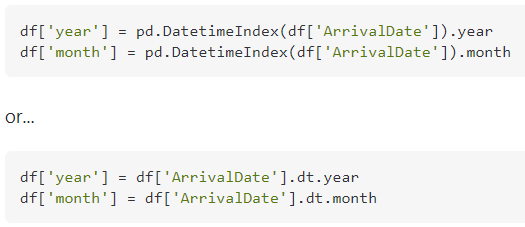 df['year'] = pd.DatetimeIndex(df['ArrivalDate']).year
df['month'] = pd.DatetimeIndex(df['ArrivalDate']).month
or...
df['year'] = df['ArrivalDate'].dt.year
df['month'] = df['ArrivalDate'].dt.month